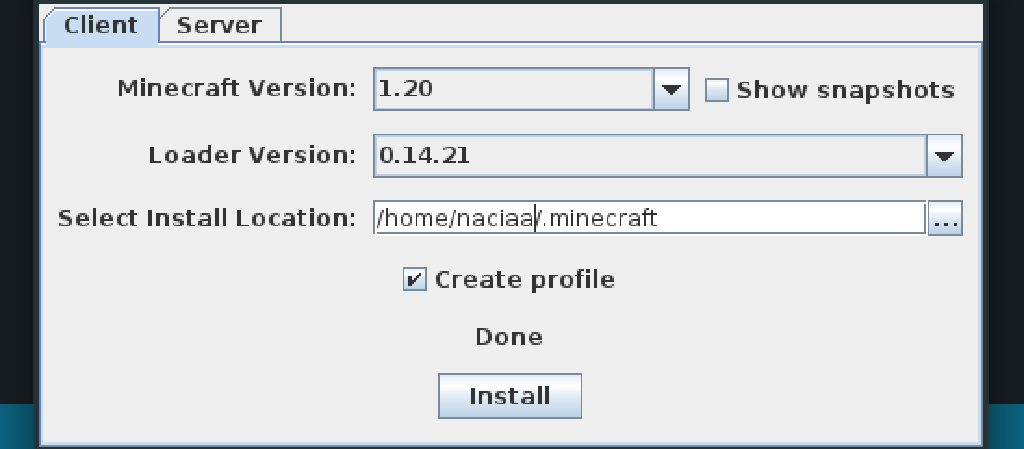 Client Server
Minecraft Version: 1.20 Show snapshots
Loader Version: 0.14.21
Select Install Location: /home/naciaa/.minecraft ...
Create profile
Done
Install